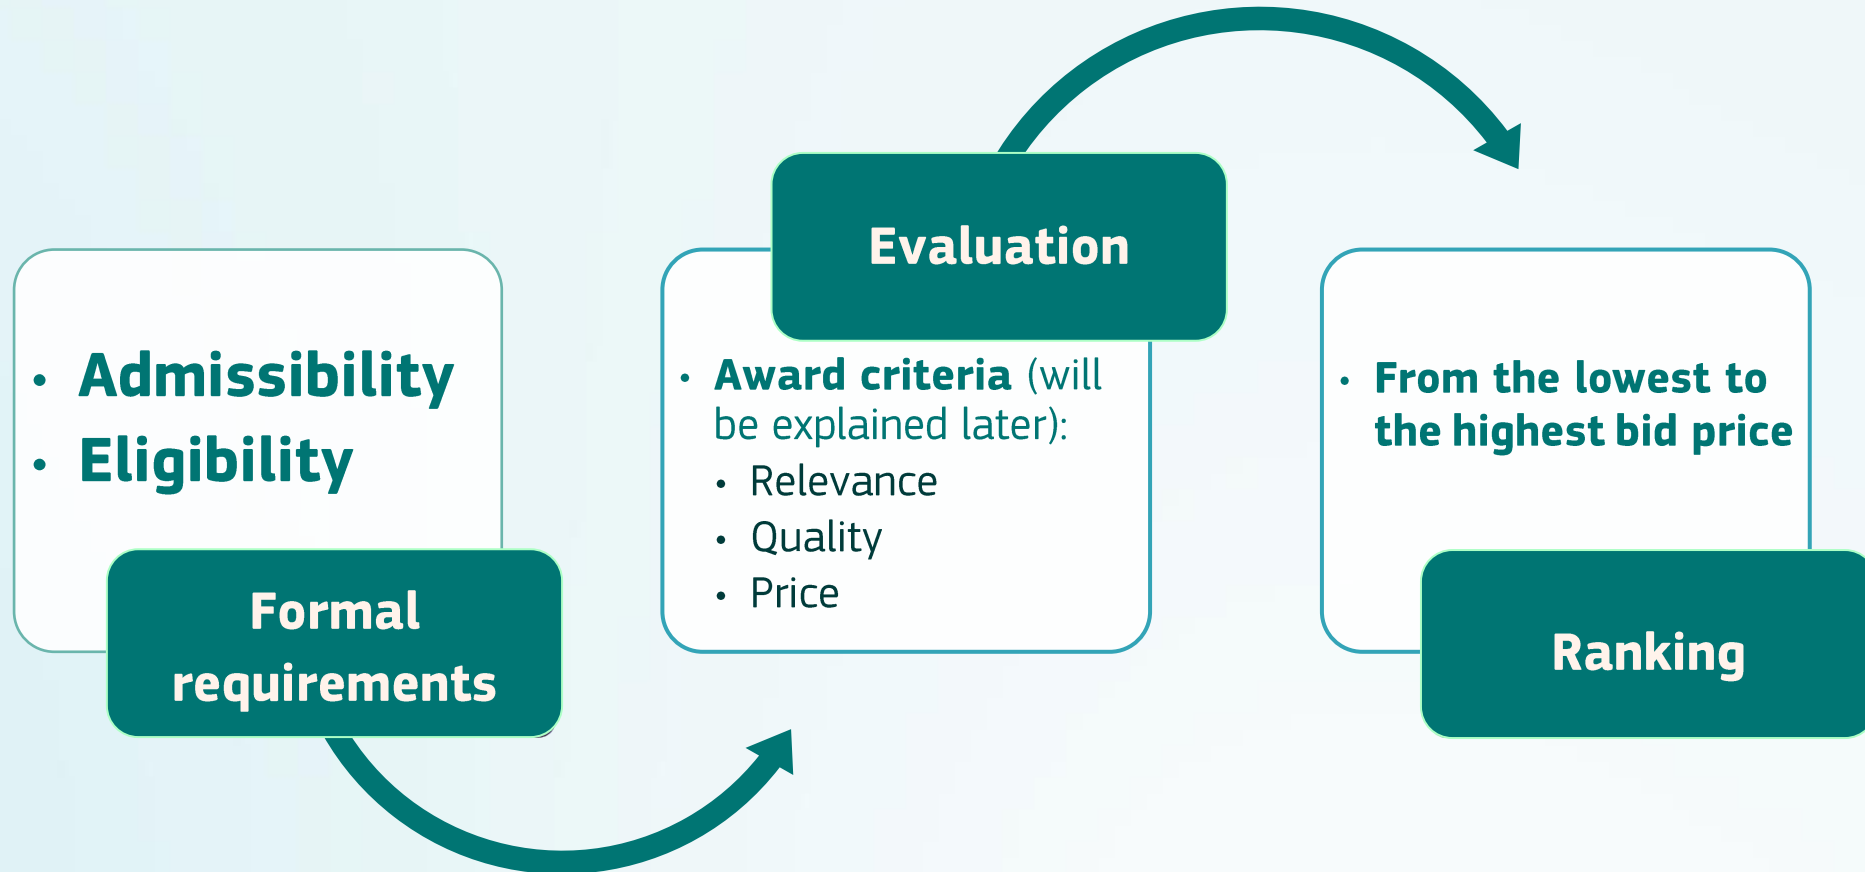 • Admissibility
• Eligibility
Formal
requirements
Evaluation
• Award criteria (will
be explained later):
• Relevance
• Quality
• Price
• From the lowest to
the highest bid price
Ranking